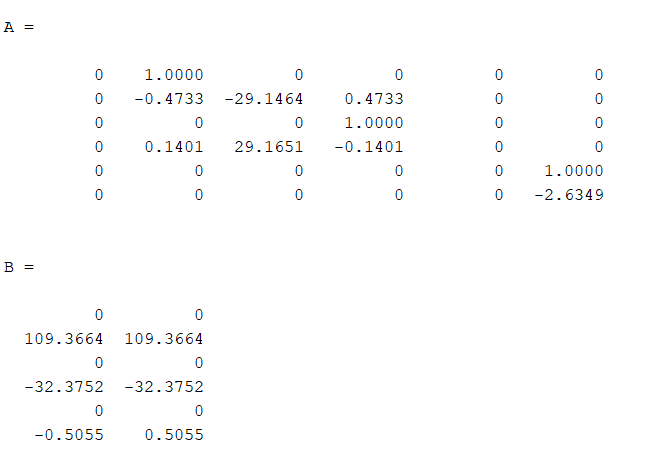 A =
0 1.0000 0 0 0 0
0 -0.4733 -29.1464 0.4733 0 0
0 0 0 1.0000 0 0
0 0.1401 29.1651 -0.1401 0 0
0 0 0 0 0 1.0000
0 0 0 0 0 -2.6349
B =
0 0
109.3664 109.3664
0 0
-32.3752 -32.3752
0 0
-0.5055 0.5055